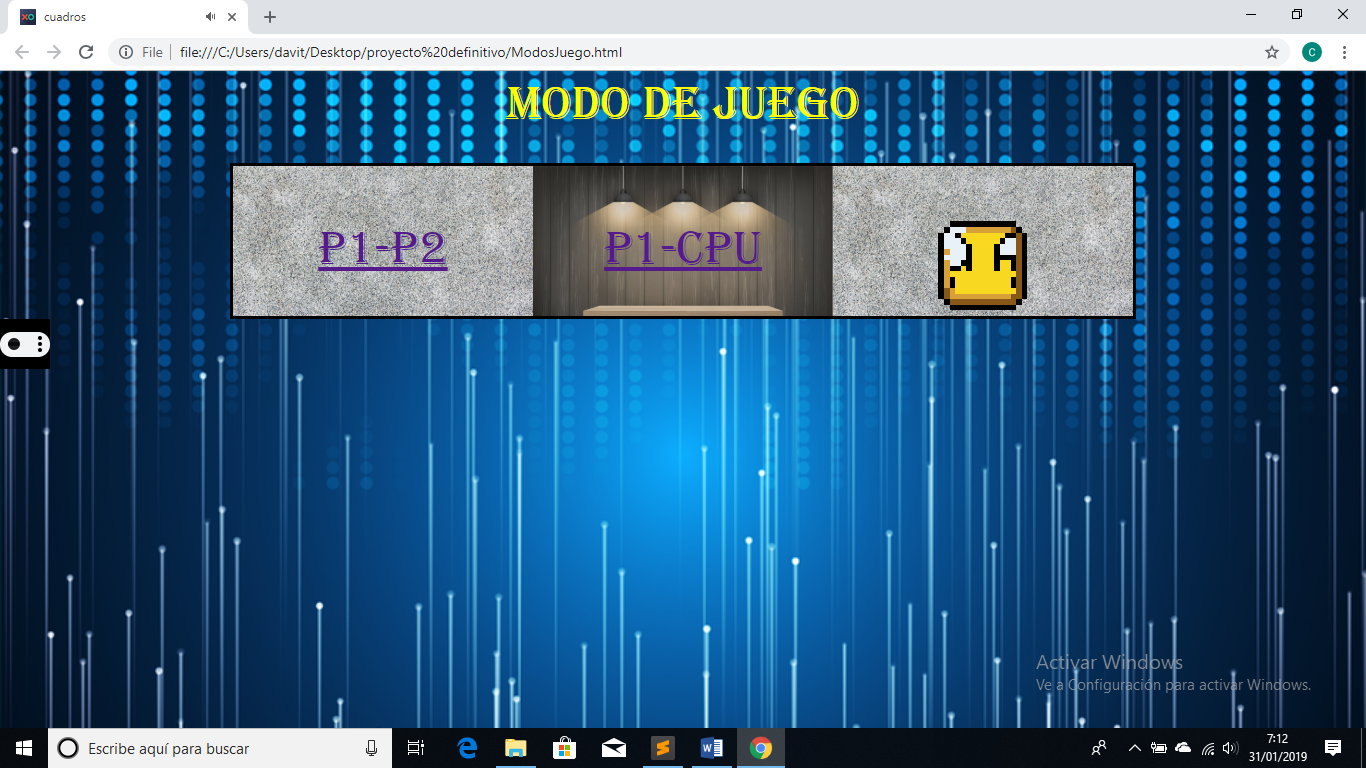 XO cuadros
File file:///C:/Users/davit/Desktop/proyecto%20definitivo/ModosJuego.html C
MODO DE JUEGO
P1-P2 P1-CPU
Activar Windows
Ve a Configuración para activar Windows.
Escribe aquí para buscar
7:12
31/01/2019